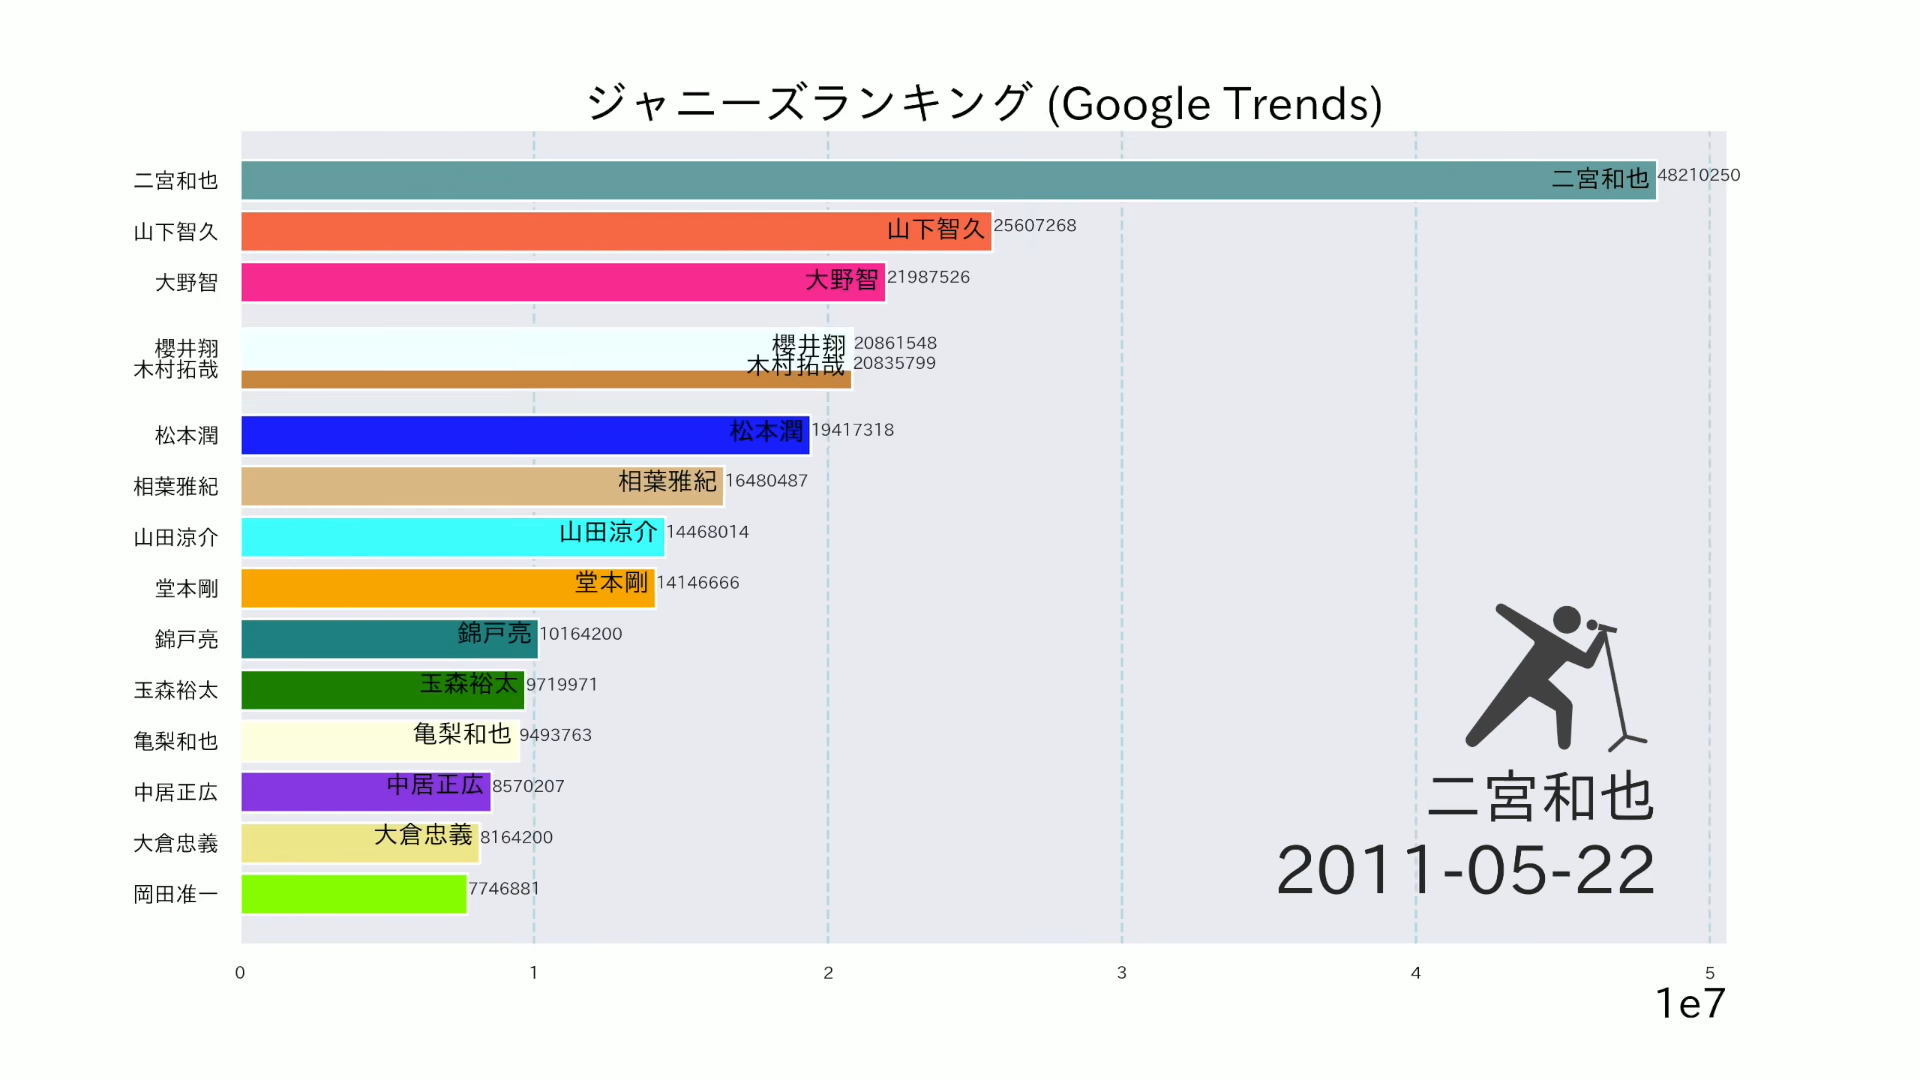 ジャニーズランキング (Google Trends)
二宮和也 二宮和也 48210250
山下智久 山下智久 25607268
大野智 大野智 21987526
櫻井翔 櫻井翔 20861548
木村拓哉 木村拓哉 20835799
松本潤 松本潤 19417318
相葉雅紀 相葉雅紀 16480487
山田涼介 山田涼介 14468014
堂本剛 堂本剛 14146666
錦戸亮 錦戸亮 10164200
玉森裕太 玉森裕太 9719971
亀梨和也 亀梨和也 9493763
中居正広 中居正広 8570207
大倉忠義 大倉忠義 8164200
岡田准一 7746881
二宮和也
2011-05-22
0 1 2 3 4 5
1e7